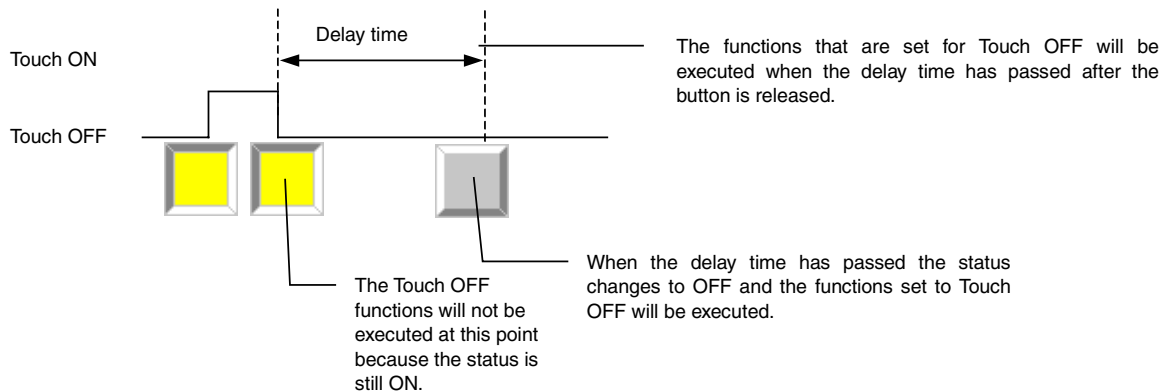 Delay time
Touch ON
The functions that are set for Touch OFF will be
executed when the delay time has passed after the
button is released.
Touch OFF
When the delay time has passed the status
changes to OFF and the functions set to Touch
OFF will be executed.
The Touch OFF
functions will not be
executed at this point
because the status is
still ON.